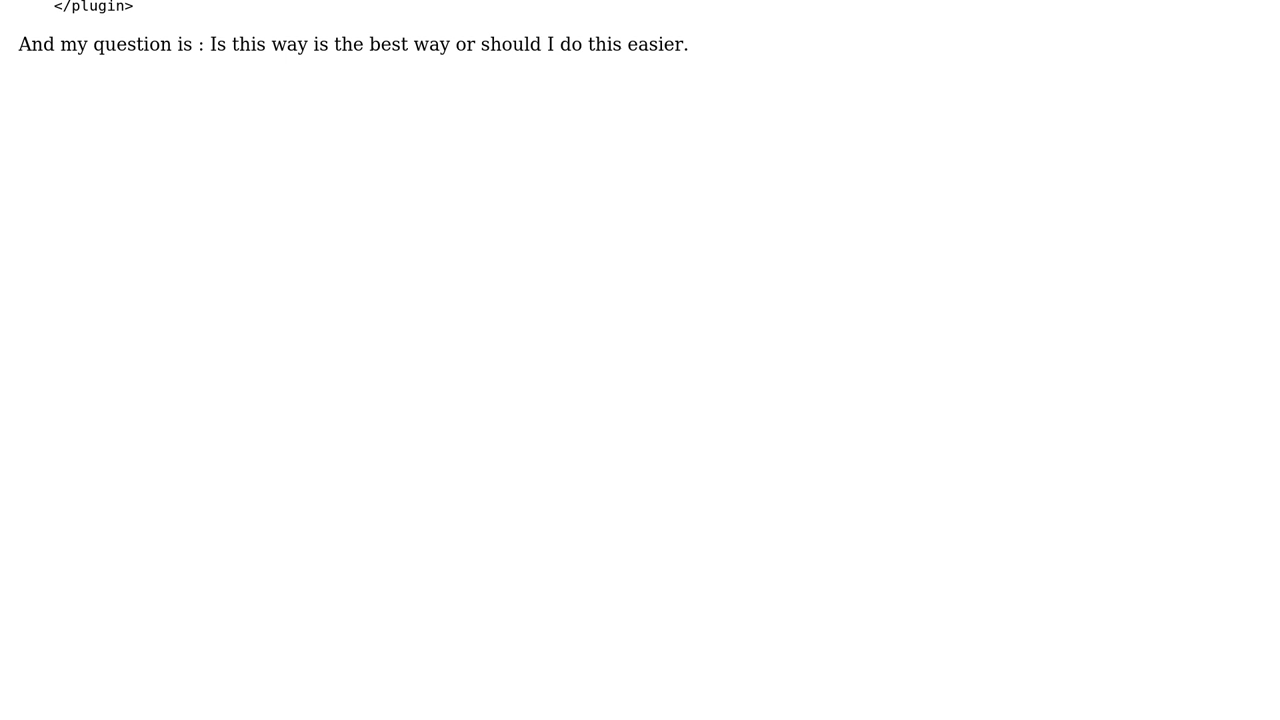 </plugin>
And my question is : Is this way is the best way or should I do this easier.